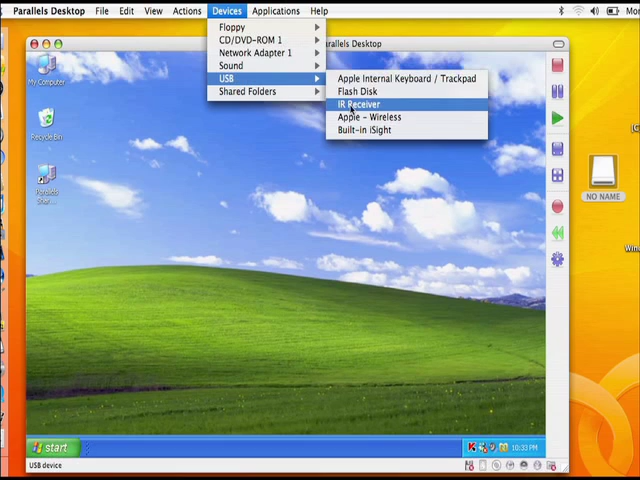 Parallels Desktop File Edit View Actions Devices Applications Help
Floppy
CD/DVD-ROM 1
Network Adapter 1
Sound
USB
Shared Folders
Apple Internal Keyboard / Trackpad
Flash Disk
IR Receiver
Apple - Wireless
Built-in iSight
Parallels Desktop
My Computer
Recycle Bin
Parallels
Shar...
NO NAME
start
10:33 PM
USB device